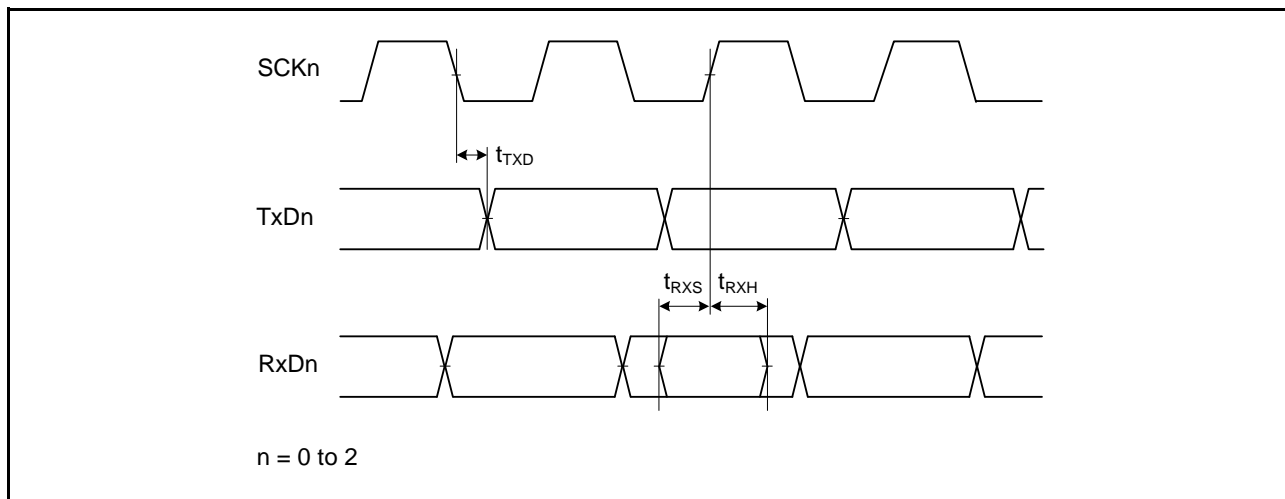 SCKn
tTXD
TxDn
tRXS tRXH
RxDn
n = 0 to 2